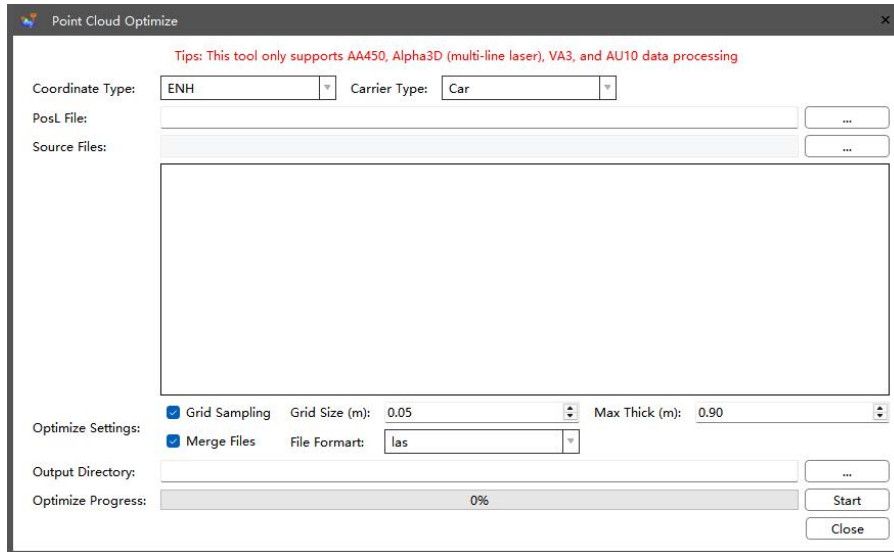 Point Cloud Optimize
Tips: This tool only supports AA450, Alpha3D (multi-line laser), VA3, and AU10 data processing
Coordinate Type: ENH Carrier Type: Car
PosL File: ...
Source Files: ...
Grid Sampling Grid Size (m): 0.05 Max Thick (m): 0.90
Optimize Settings:
Merge Files File Formart: las
Output Directory: ...
Optimize Progress: 0% Start
Close